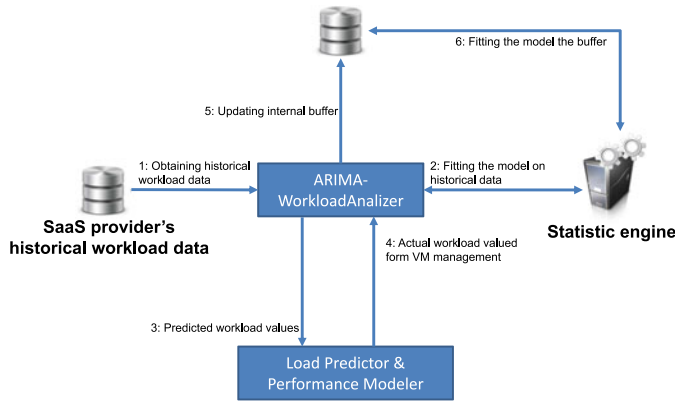 6: Fitting the model the buffer
5: Updating internal buffer
1: Obtaining historical
workload data
ARIMA-
WorkloadAnalizer
2: Fitting the model on
historical data
SaaS provider's
historical workload data
Statistic engine
4: Actual workload valued
form VM management
3: Predicted workload values
Load Predictor &
Performance Modeler